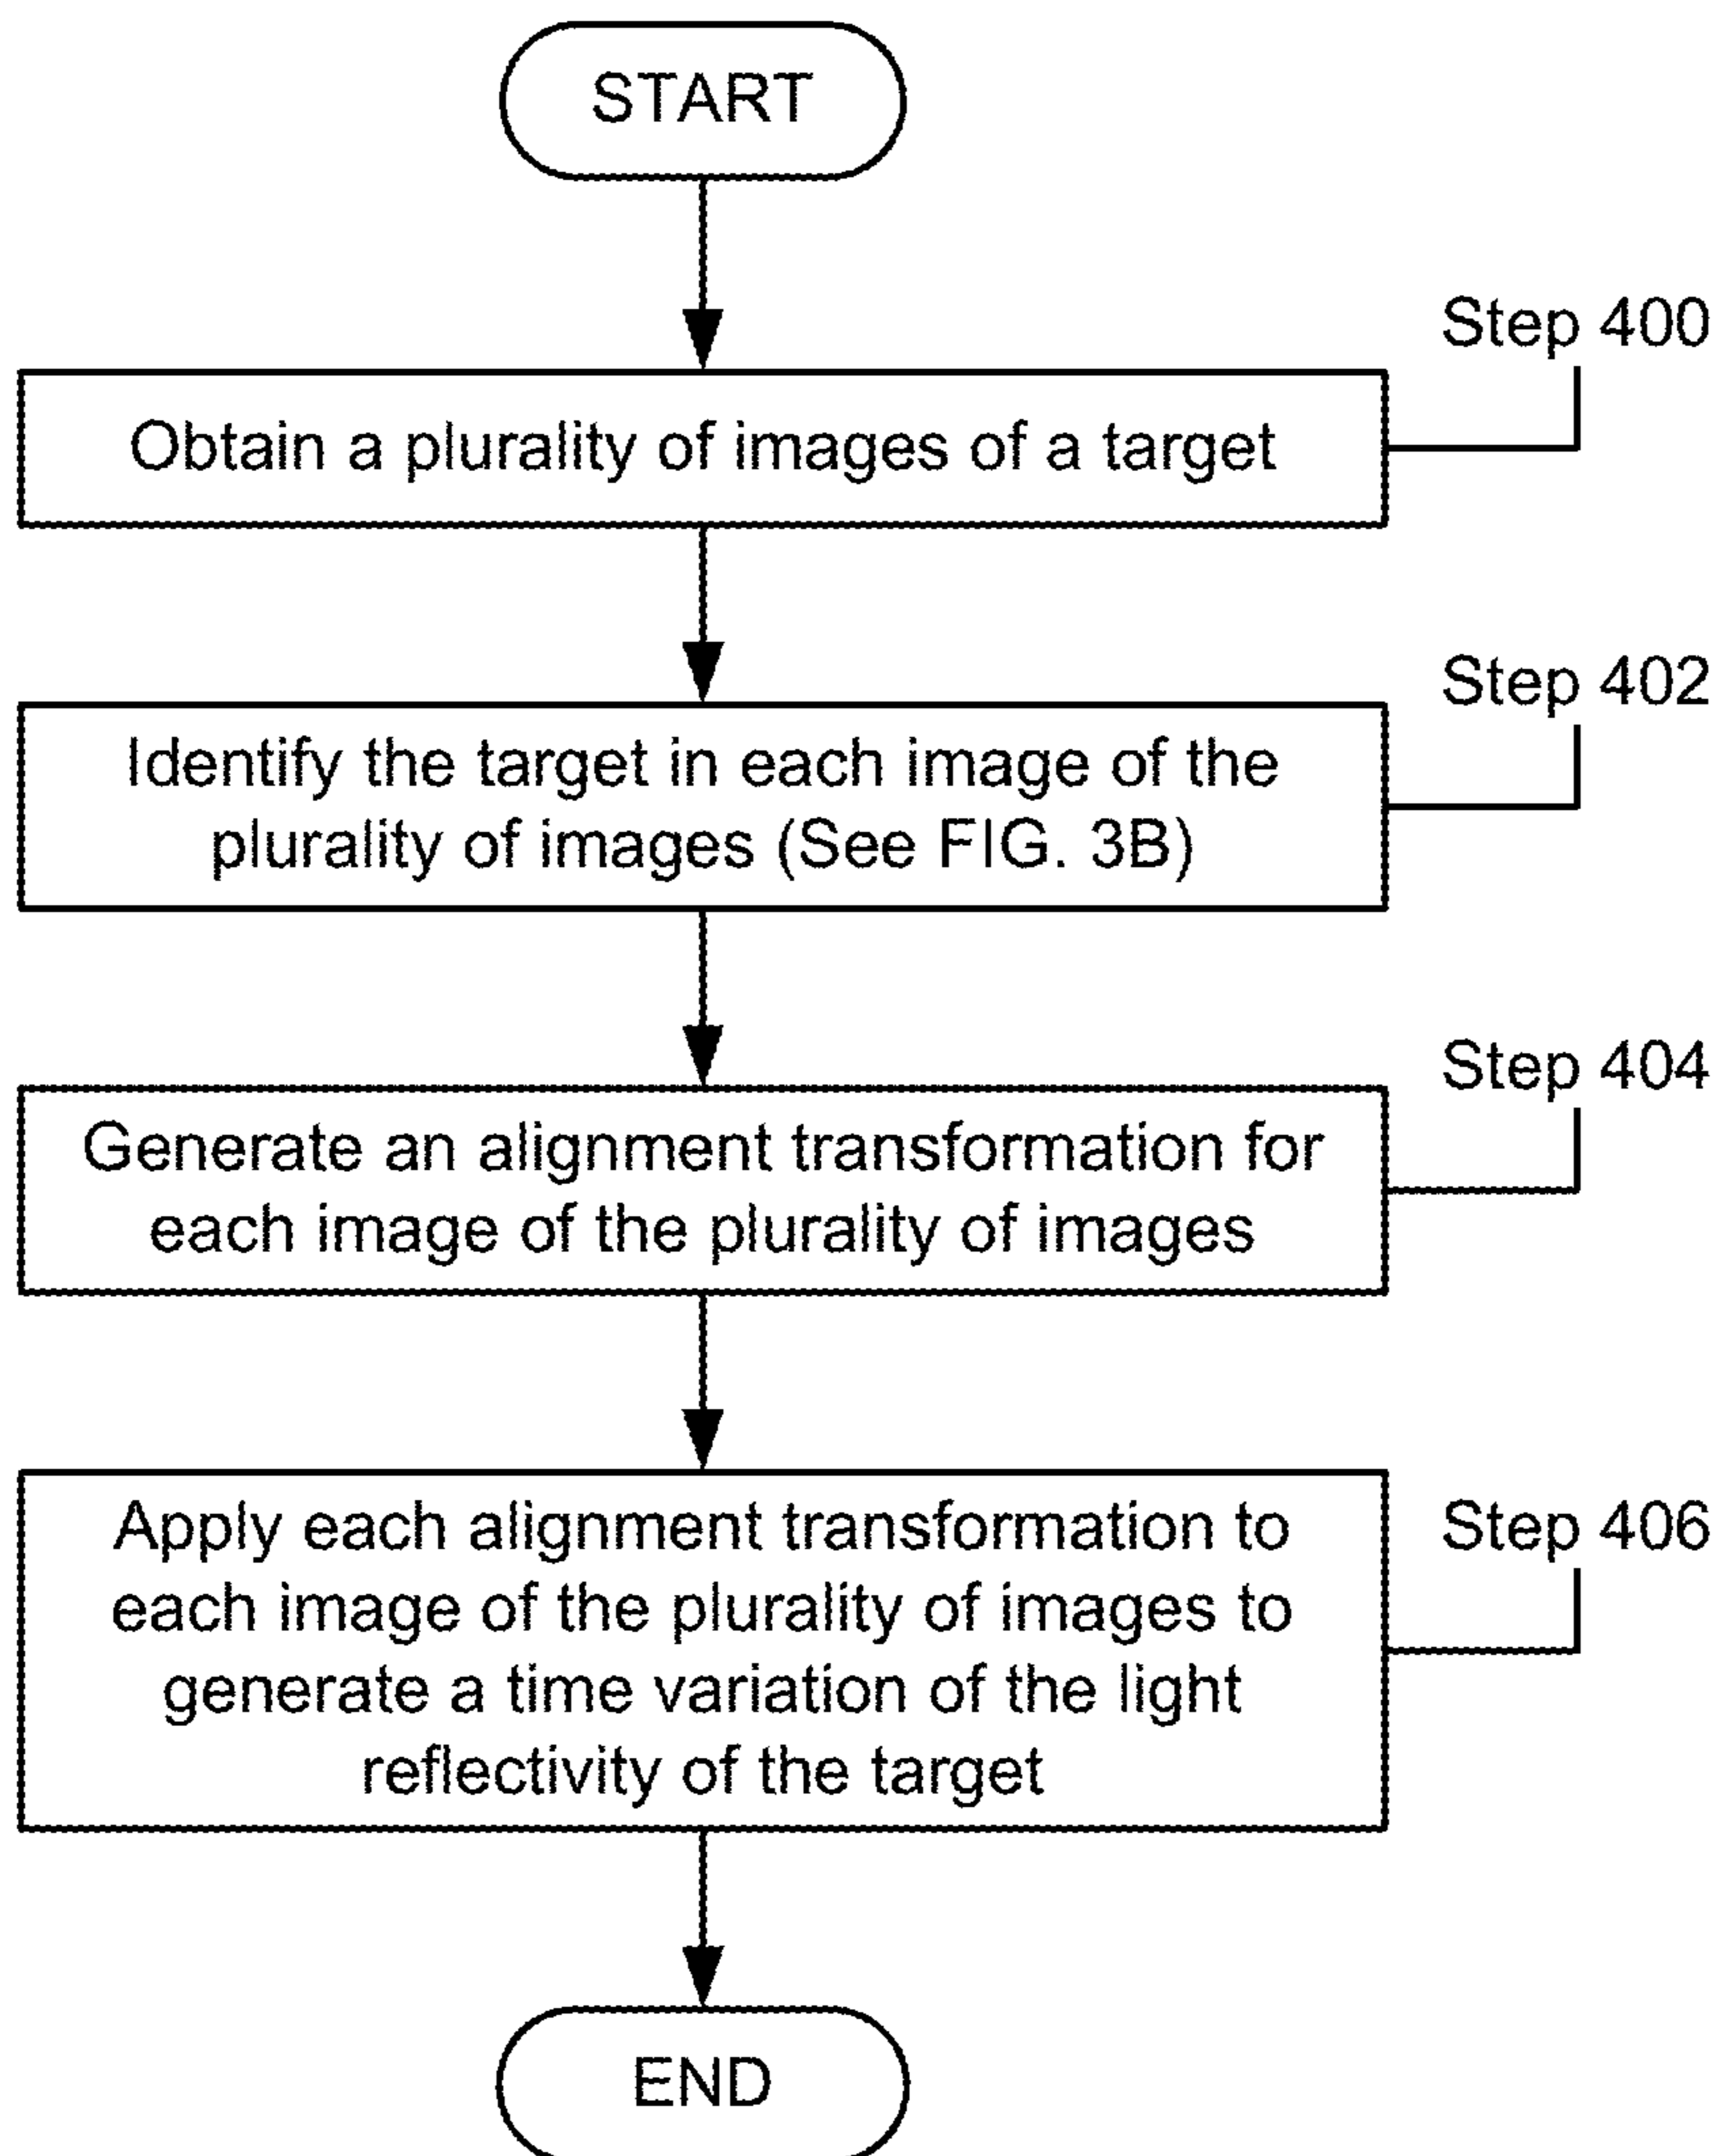 START
Step 400
Obtain a plurality of images of a target
Step 402
Identify the target in each image of the
plurality of images (See FIG. 3B)
Step 404
Generate an alignment transformation for
each image of the plurality of images
Step 406
Apply each alignment transformation to
each image of the plurality of images to
generate a time variation of the light
reflectivity of the target
END